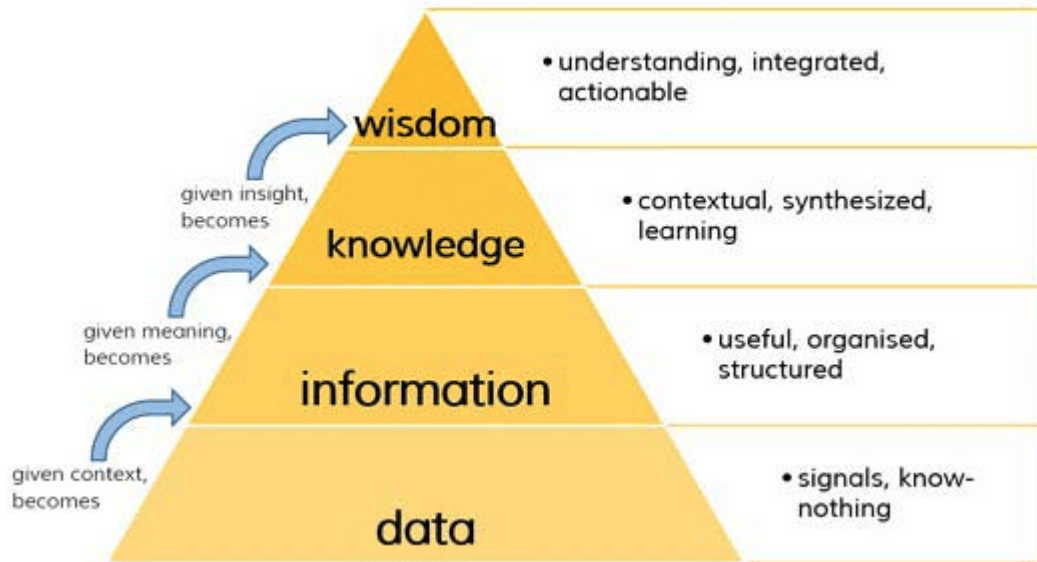 • understanding, integrated,
actionable
wisdom
given insight,
becomes
• contextual, synthesized,
learning
knowledge
given meaning,
becomes
• useful, organised,
structured
information
given context,
becomes
• signals, know-
nothing
data